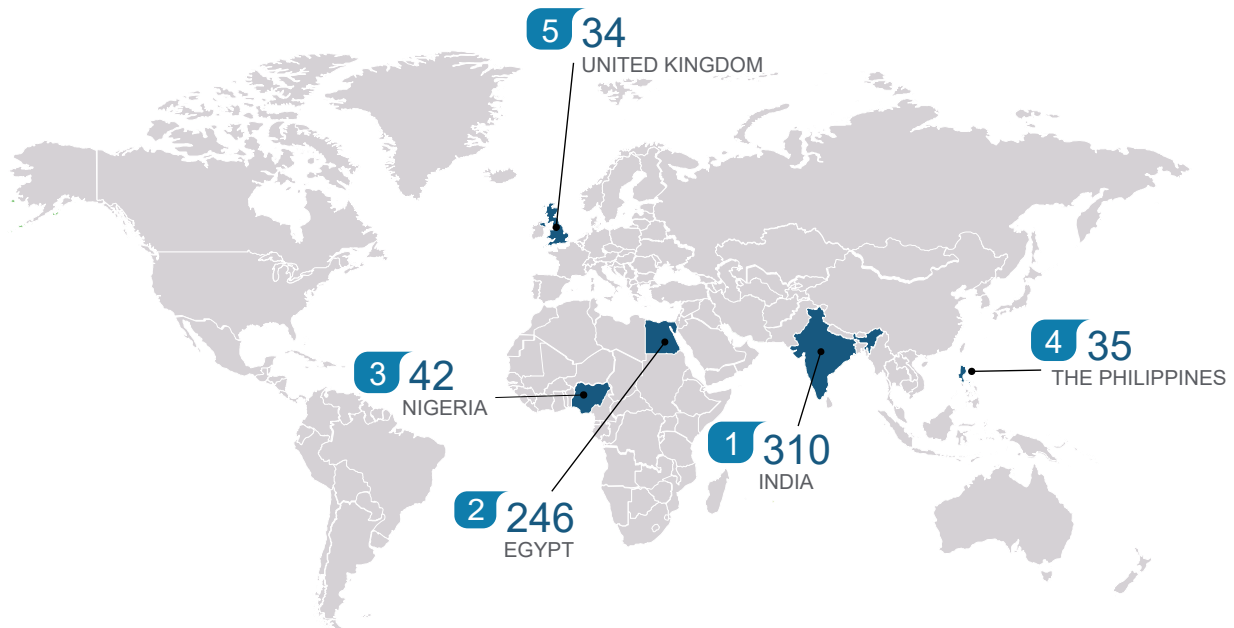 5 34
UNITED KINGDOM
4 35
THE PHILIPPINES
3 42
NIGERIA
1 310
INDIA
2 246
EGYPT